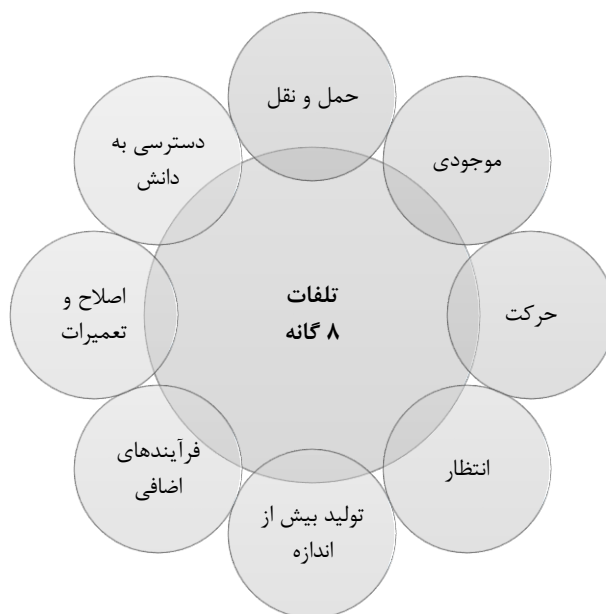 حمل و نقل
موجودی
حرکت
انتظار
تولید بیش از
اندازه
فرآیندهای
اضافی
اصلاح و
تعمیرات
دسترسی به
دانش
تلفات
۸ گانه